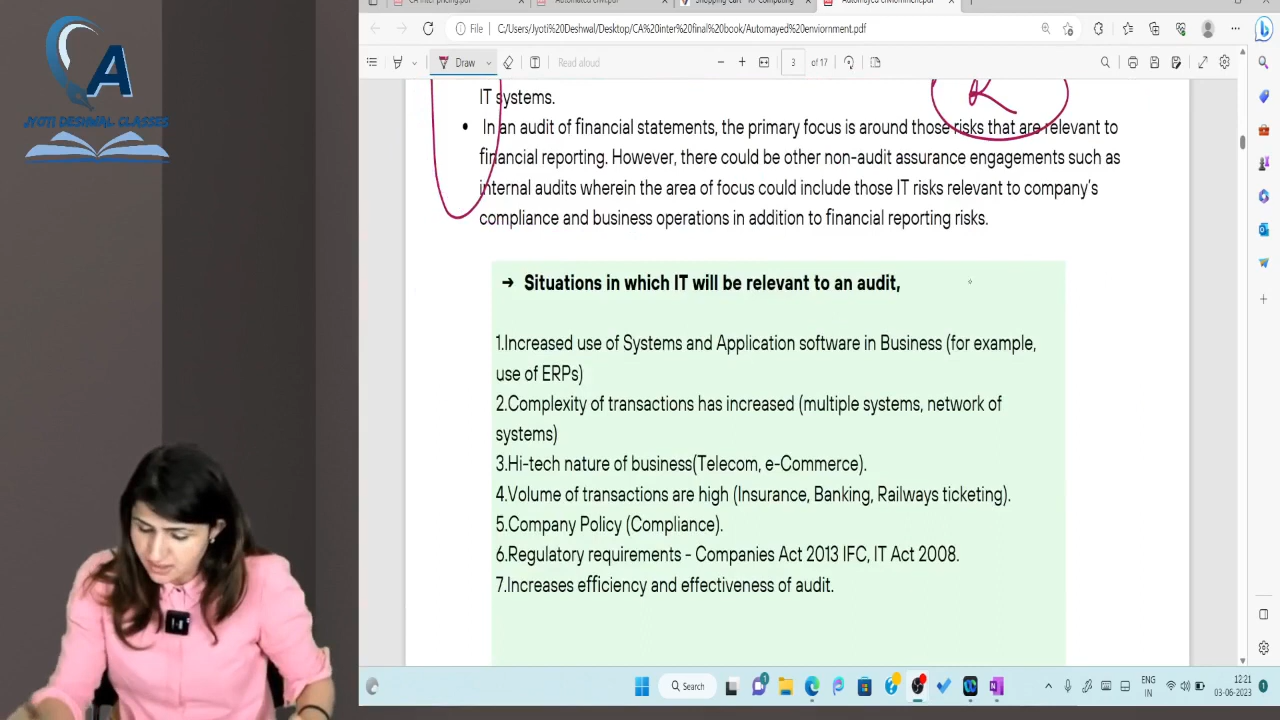 A
JYOTI DESHWAL CLASSES
File
C:/Users/Jyoti Deshwal/Desktop/CA%20inter%20final%20book/Automayed%20enviornment.pdf
Draw
Read aloud
3
of 17
IT systems.
R
• In an audit of financial statements, the primary focus is around those risks that are relevant to
financial reporting. However, there could be other non-audit assurance engagements such as
internal audits wherein the area of focus could include those IT risks relevant to company's
compliance and business operations in addition to financial reporting risks.
→ Situations in which IT will be relevant to an audit,
1.Increased use of Systems and Application software in Business (for example,
use of ERPs)
2.Complexity of transactions has increased (multiple systems, network of
systems)
3.Hi-tech nature of business(Telecom, e-Commerce).
4.Volume of transactions are high (Insurance, Banking, Railways ticketing).
5.Company Policy (Compliance).
6.Regulatory requirements - Companies Act 2013 IFC, IT Act 2008.
7.Increases efficiency and effectiveness of audit.
Search
ENG
IN
12:21
03-06-2023